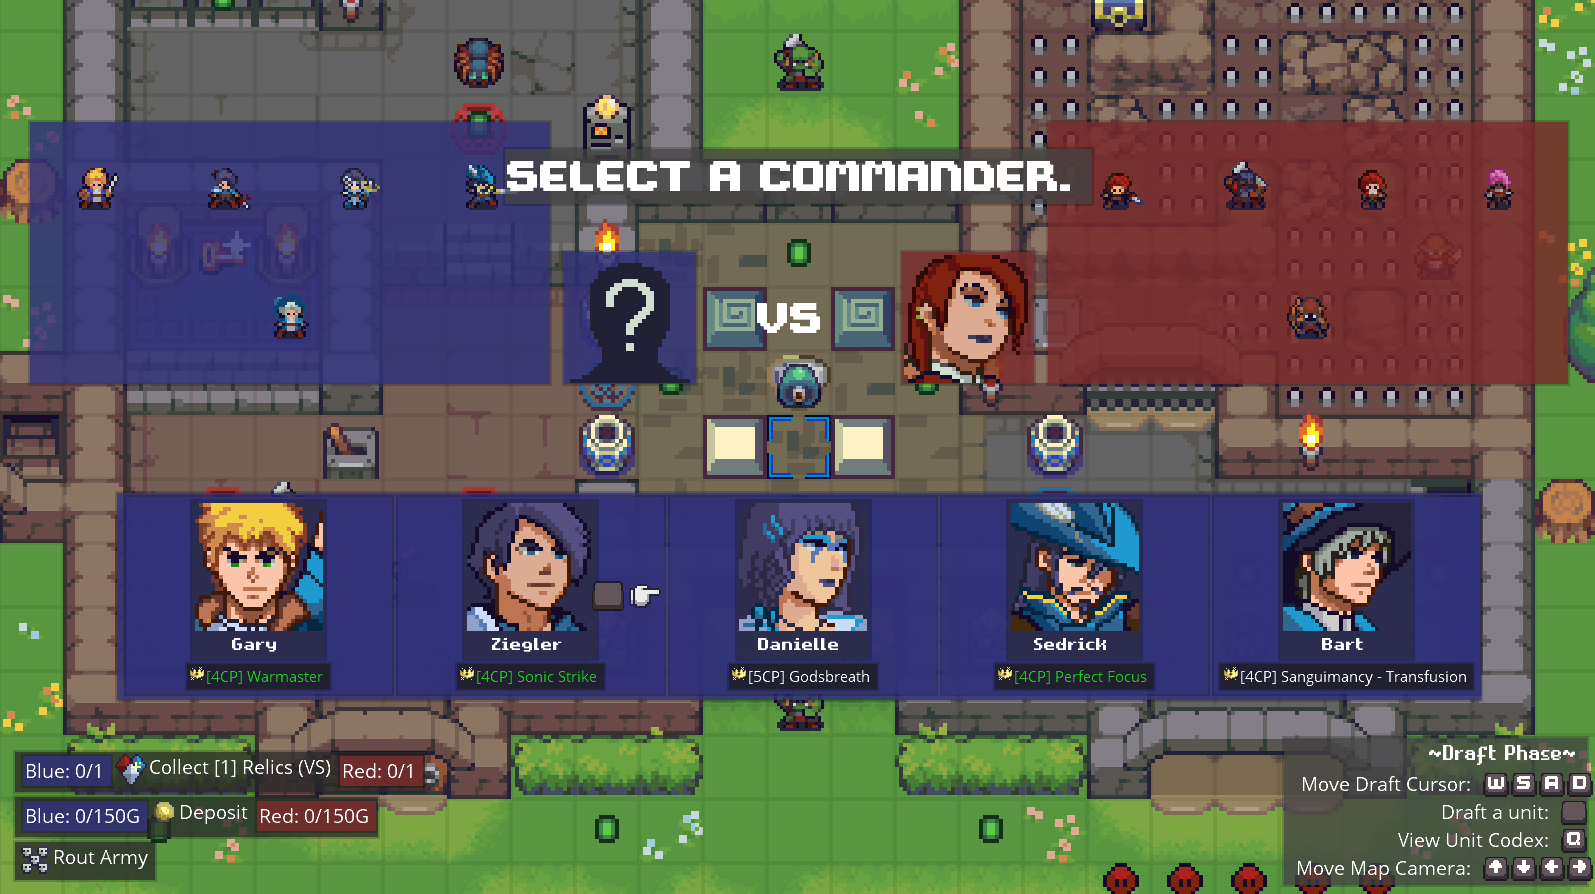 SELECT A COMMANDER.
?
VS
Gary
[4CP] Warmaster
Ziegler
[4CP] Sonic Strike
Danielle
[5CP] Godsbreath
Sedrick
[4CP] Perfect Focus
Bart
[4CP] Sanguimancy - Transfusion
Blue: 0/1 Collect [1] Relics (VS) Red: 0/1
Blue: 0/150G Deposit Red: 0/150G
Rout Army
~Draft Phase~
Move Draft Cursor: W S A D
Draft a unit:
View Unit Codex: Q
Move Map Camera: ↑ ↓ ← →